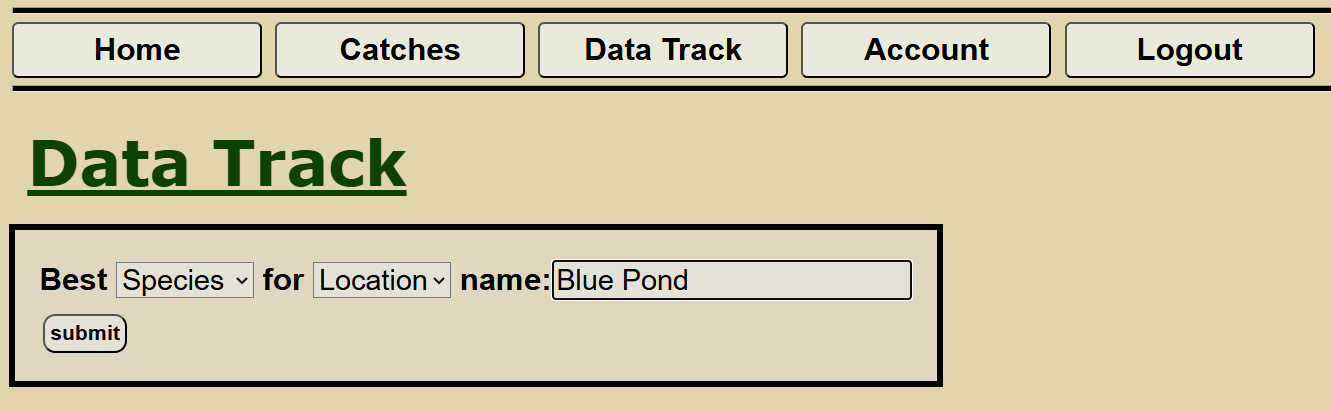 Home Catches Data Track Account Logout
Data Track
Best Species for Location name: Blue Pond
submit